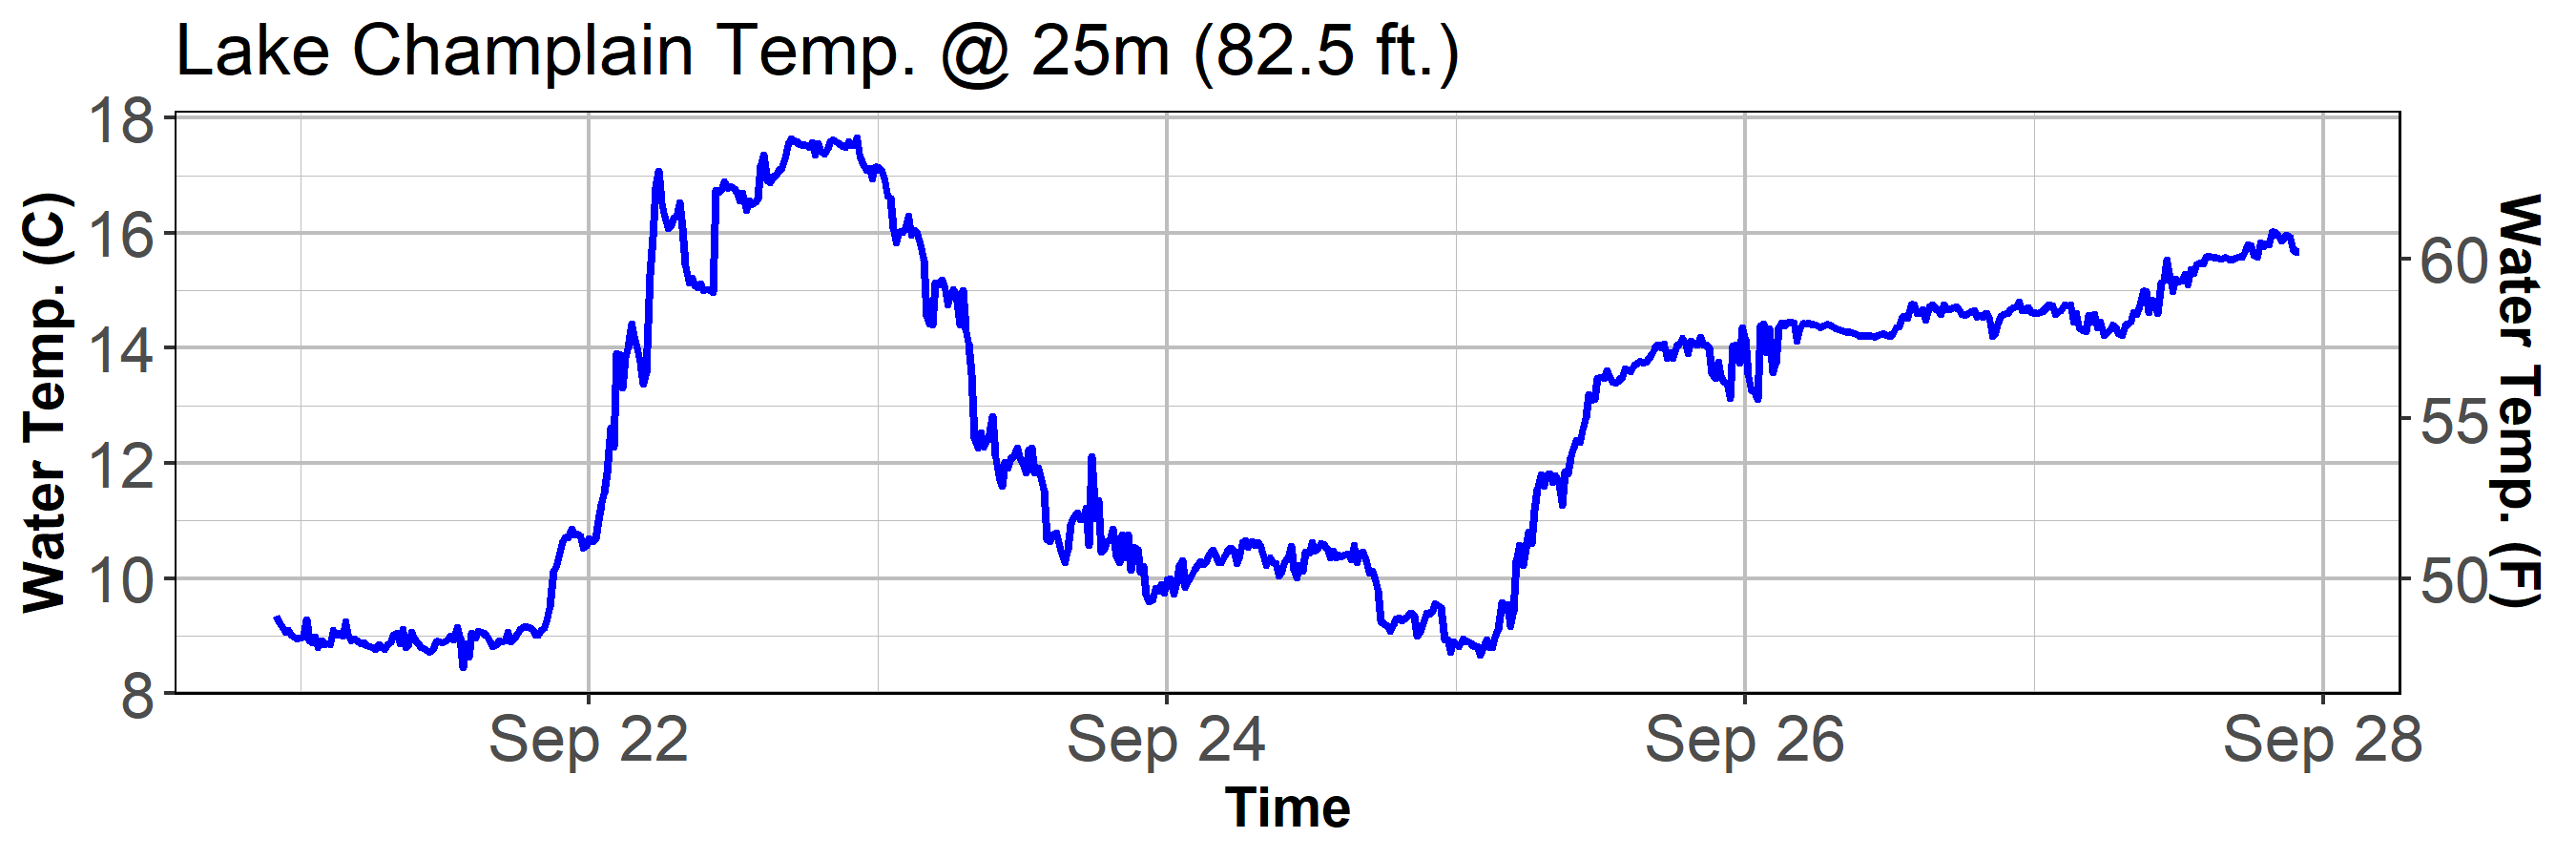 Lake Champlain Temp. @ 25m (82.5 ft.)
Water Temp. (C)
18
16
14
12
10
8
60
55
50
Water Temp. (F)
Sep 22 Sep 24 Sep 26 Sep 28
Time